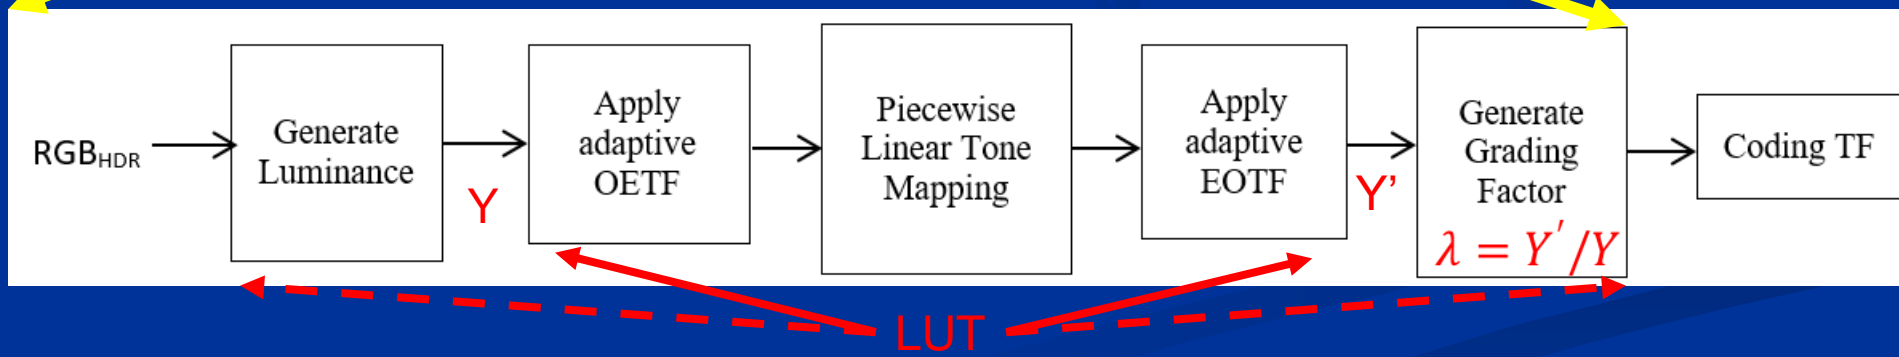 RGBHDR
Generate
Luminance
Y
Apply
adaptive
OETF
Piecewise
Linear Tone
Mapping
Apply
adaptive
EOTF
Y’
Generate
Grading
Factor
λ = Y′/Y
Coding TF
LUT